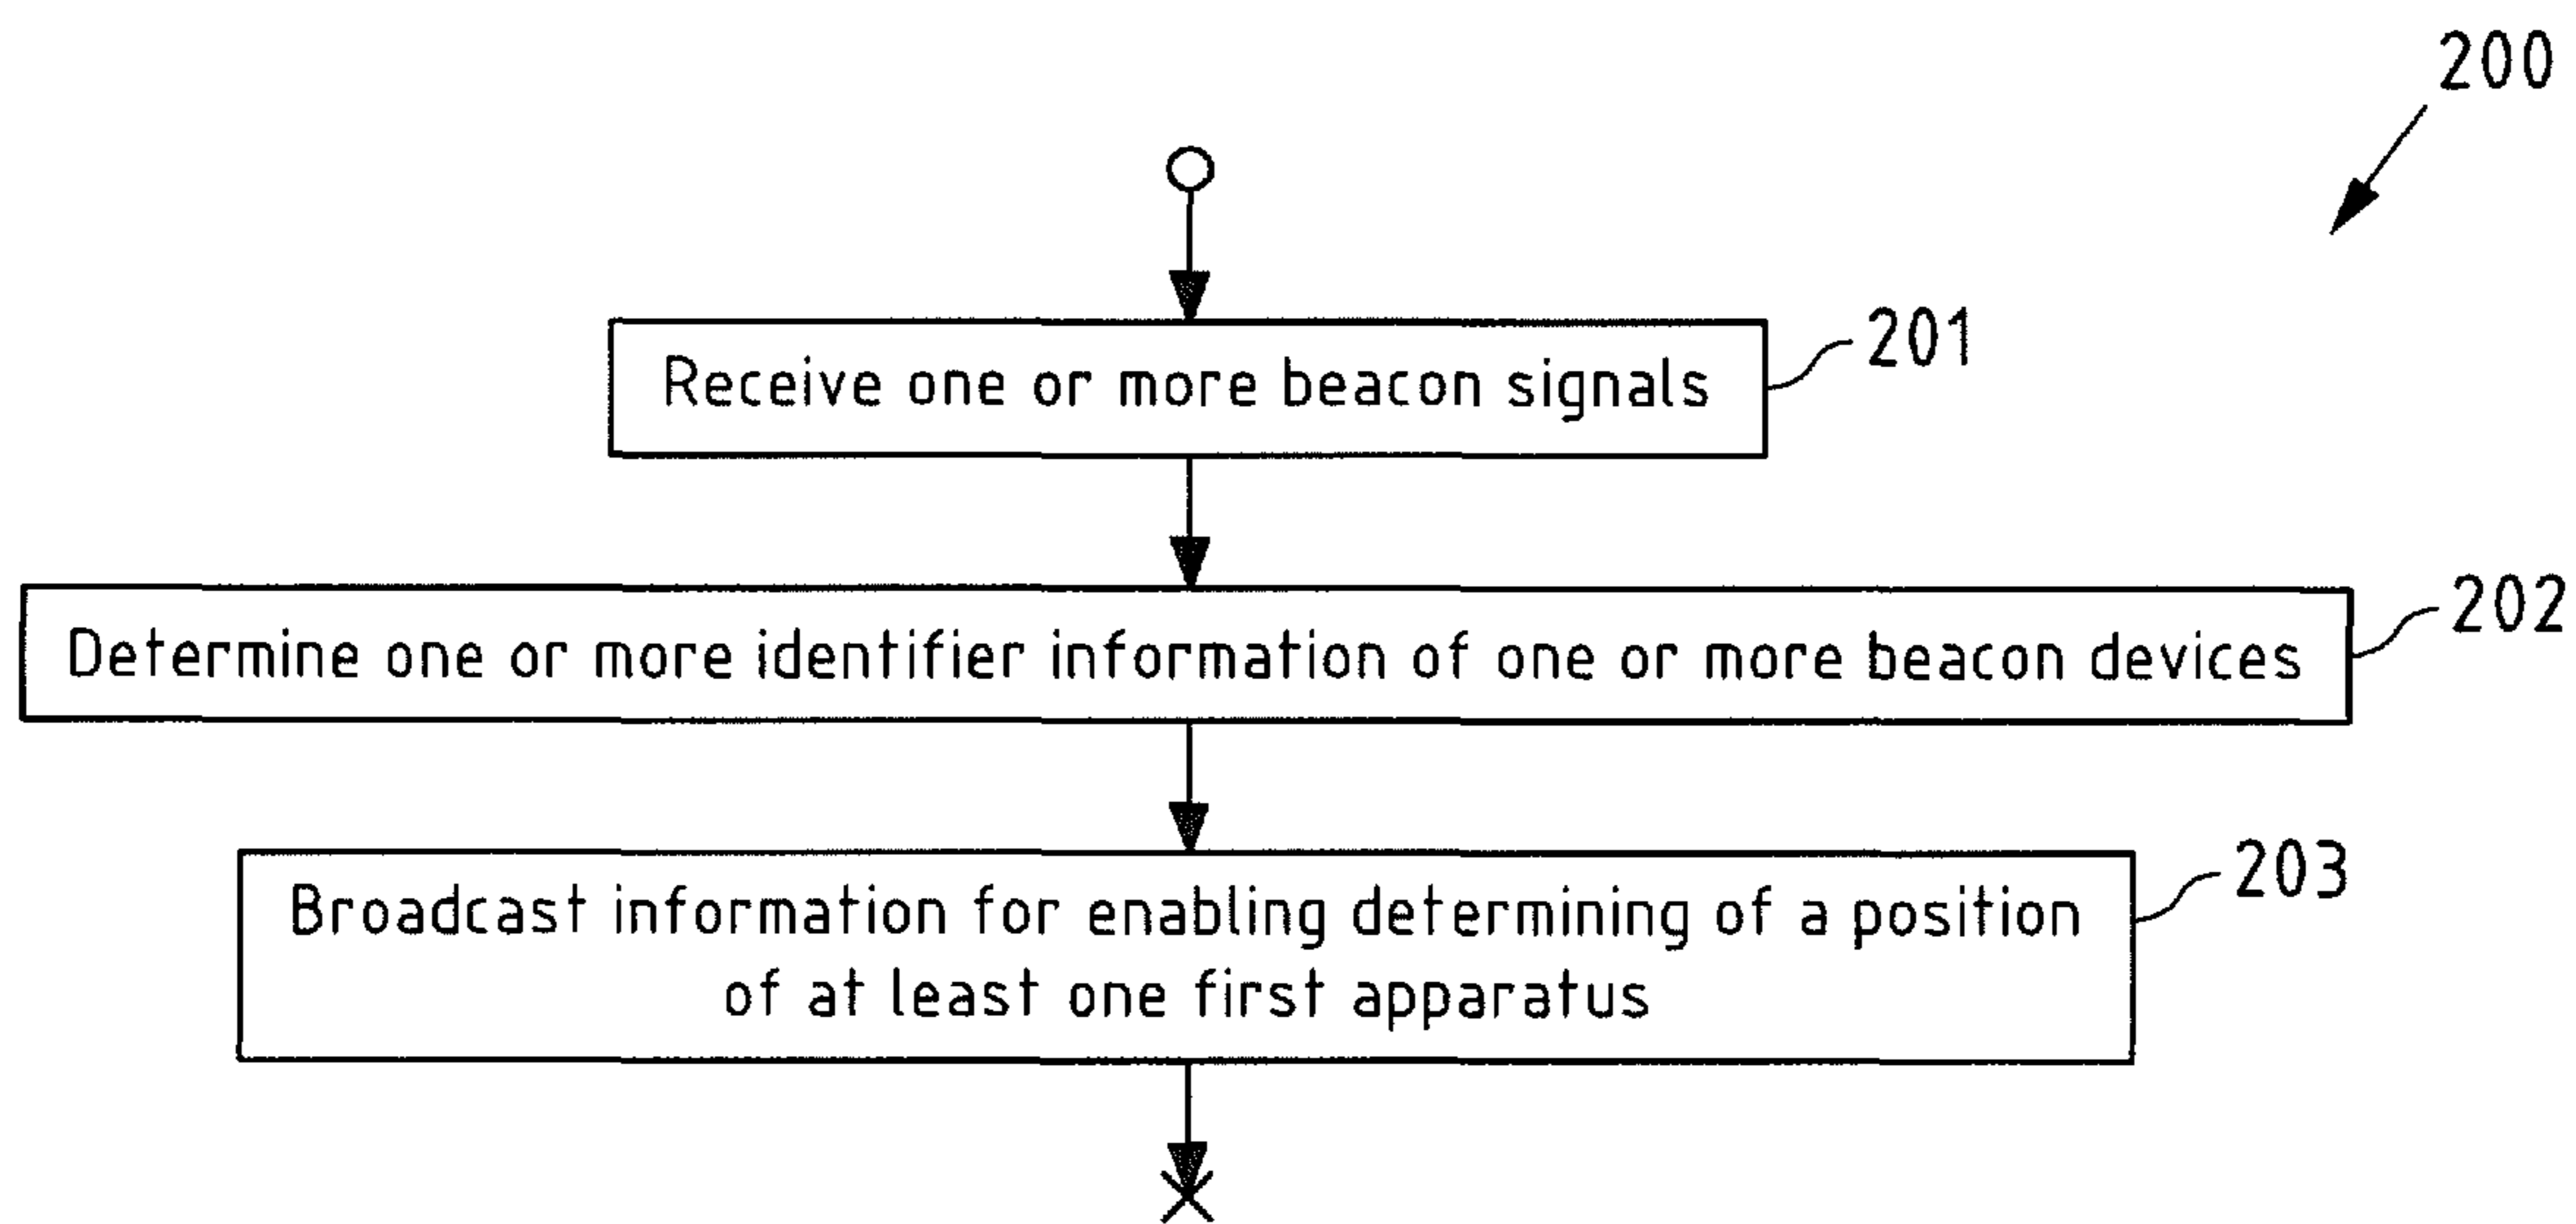 200
Receive one or more beacon signals
201
Determine one or more identifier information of one or more beacon devices
202
Broadcast information for enabling determining of a position
of at least one first apparatus
203